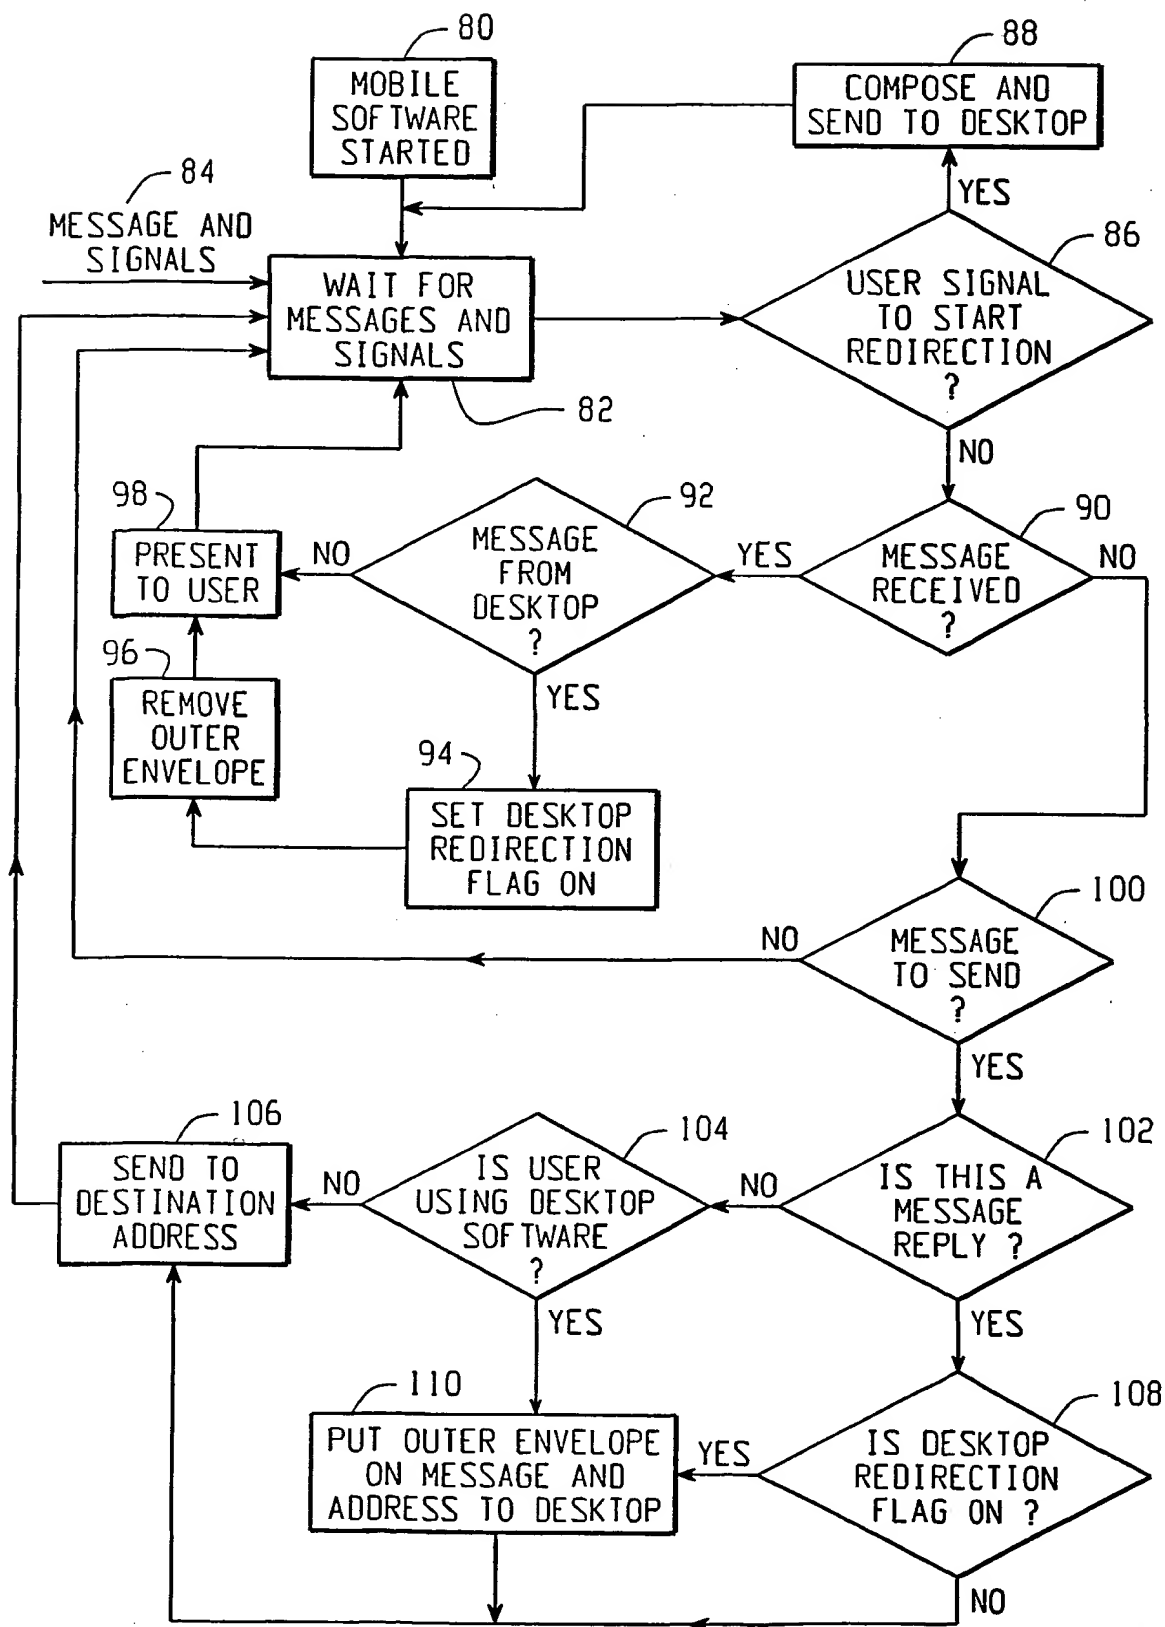 80
MOBILE
SOFTWARE
STARTED
88
COMPOSE AND
SEND TO DESKTOP
84
MESSAGE AND
SIGNALS
YES
86
WAIT FOR
MESSAGES AND
SIGNALS
USER SIGNAL
TO START
REDIRECTION
?
82
NO
98
PRESENT
TO USER
NO
92
MESSAGE
FROM
DESKTOP
?
YES
90
MESSAGE
RECEIVED
?
NO
96
REMOVE
OUTER
ENVELOPE
YES
94
SET DESKTOP
REDIRECTION
FLAG ON
100
NO
MESSAGE
TO SEND
?
YES
106
SEND TO
DESTINATION
ADDRESS
NO
104
IS USER
USING DESKTOP
SOFTWARE
?
NO
102
IS THIS A
MESSAGE
REPLY ?
YES
YES
110
PUT OUTER ENVELOPE
ON MESSAGE AND
ADDRESS TO DESKTOP
YES
108
IS DESKTOP
REDIRECTION
FLAG ON ?
NO